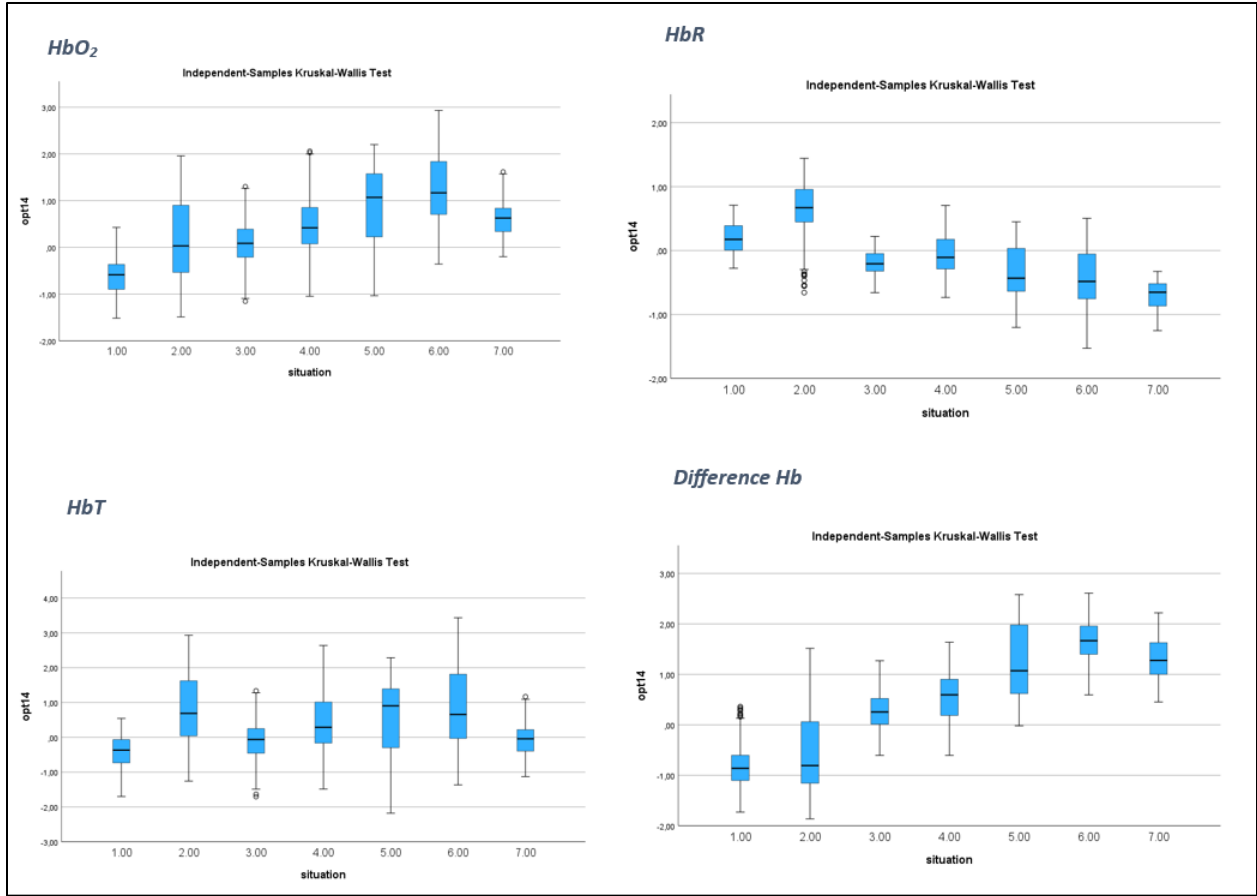 HbO₂
Independent-Samples Kruskal-Wallis Test
3,00
2,00
1,00
,00
-1,00
-2,00
opt14
1.00 2.00 3.00 4.00 5.00 6.00 7.00
situation
HbR
Independent-Samples Kruskal-Wallis Test
2,00
1,00
,00
-1,00
-2,00
opt14
1.00 2.00 3.00 4.00 5.00 6.00 7.00
situation
HbT
Independent-Samples Kruskal-Wallis Test
4,00
3,00
2,00
1,00
,00
-1,00
-2,00
-3,00
opt14
1.00 2.00 3.00 4.00 5.00 6.00 7.00
situation
Difference Hb
Independent-Samples Kruskal-Wallis Test
3,00
2,00
1,00
,00
-1,00
-2,00
opt14
1.00 2.00 3.00 4.00 5.00 6.00 7.00
situation